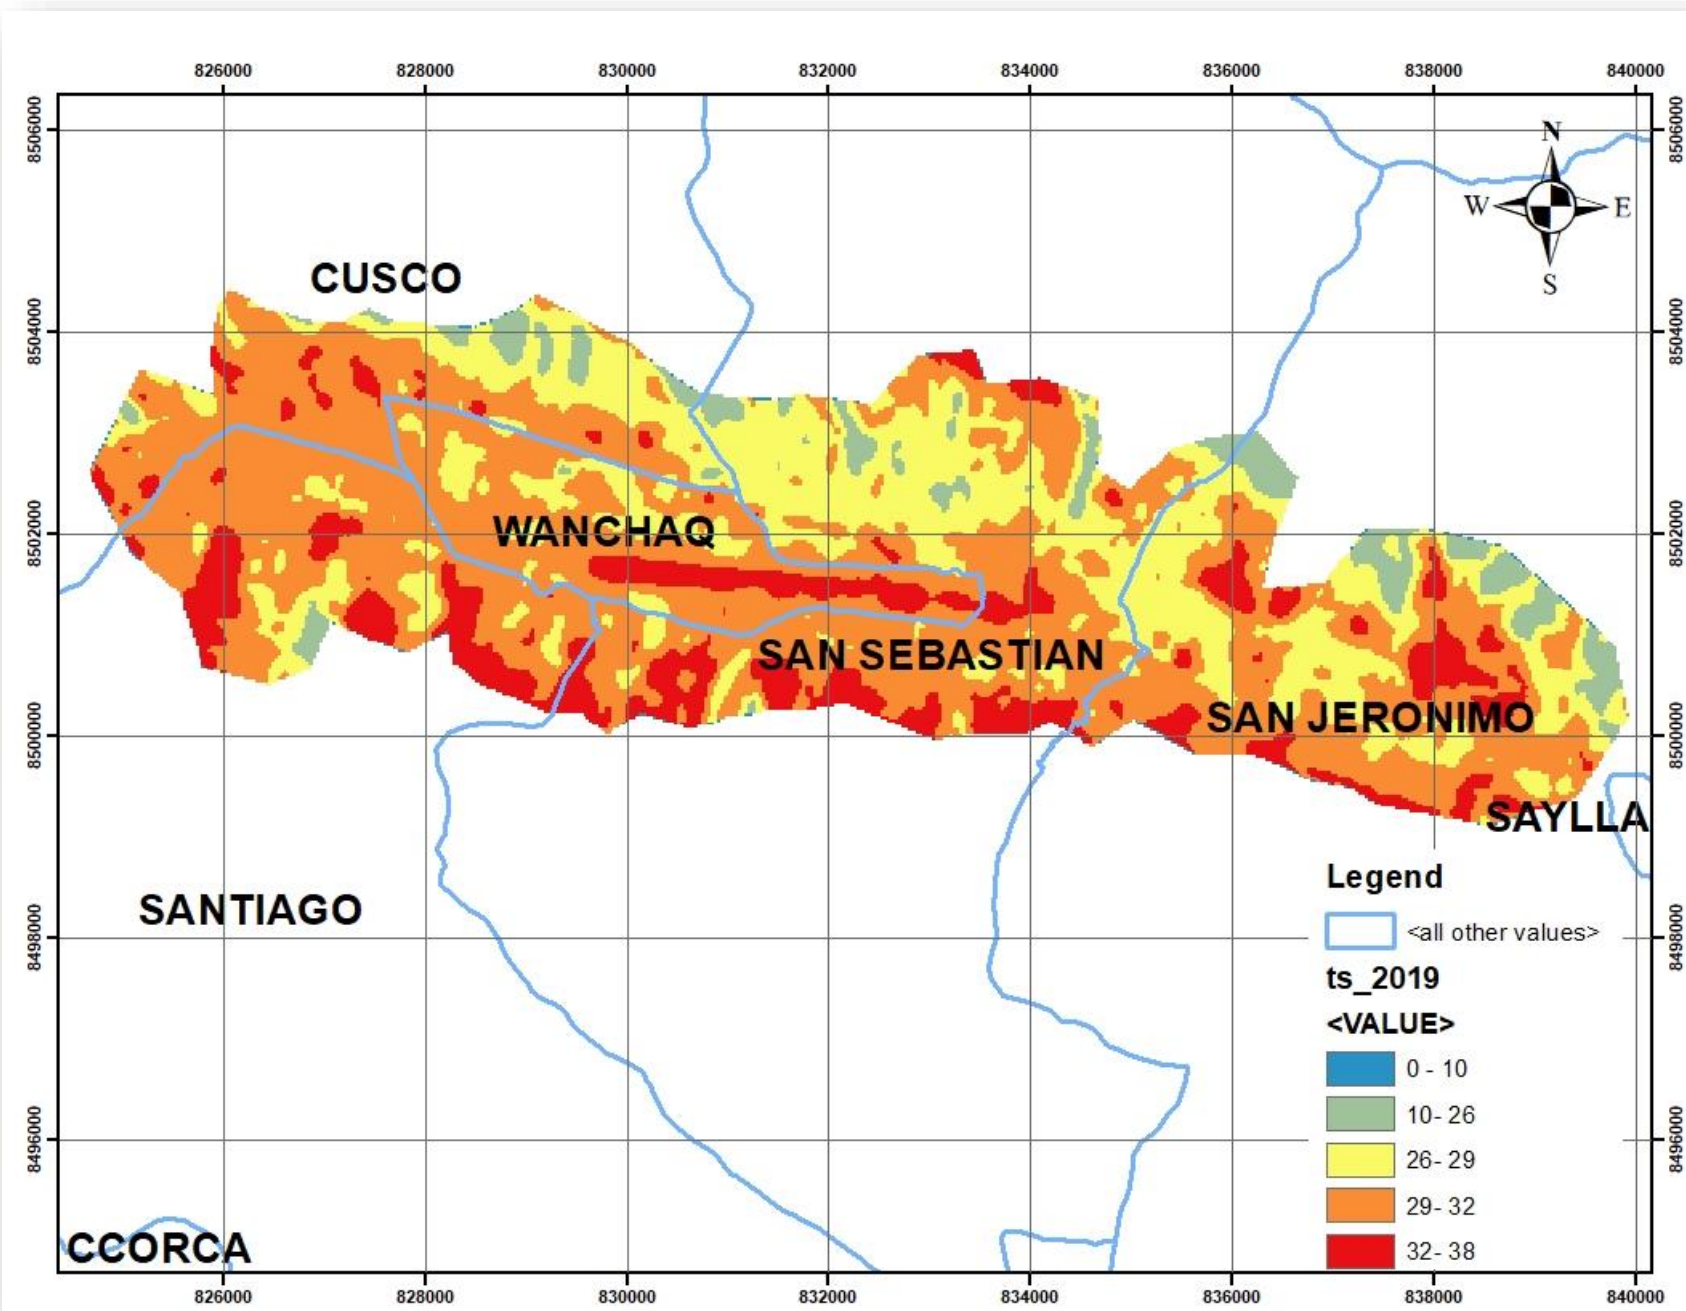 826000 828000 830000 832000 834000 836000 838000 840000
8506000 8506000
N
W E
S
CUSCO
8504000 8504000
WANCHAQ
8502000 8502000
SAN SEBASTIAN
SAN JERONIMO
8500000 8500000
SAYLLA
Legend
SANTIAGO
<all other values>
8498000 8498000
ts_2019
<VALUE>
0 - 10
10- 26
8496000 8496000
26- 29
29- 32
CCORCA
32- 38
826000 828000 830000 832000 834000 836000 838000 840000